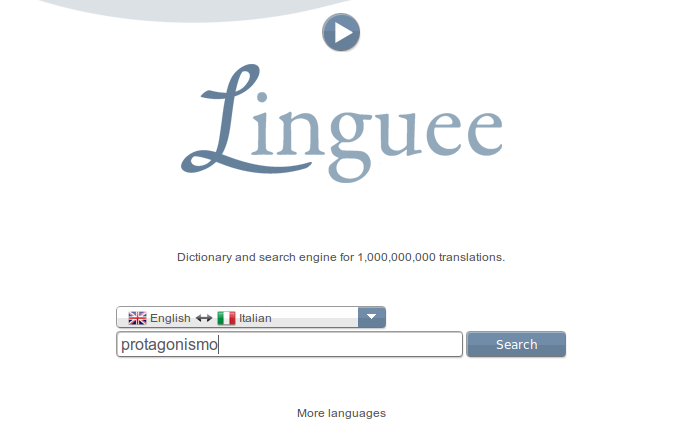 Linguee
Dictionary and search engine for 1,000,000,000 translations.
English ↔ Italian
protagonismo
Search
More languages